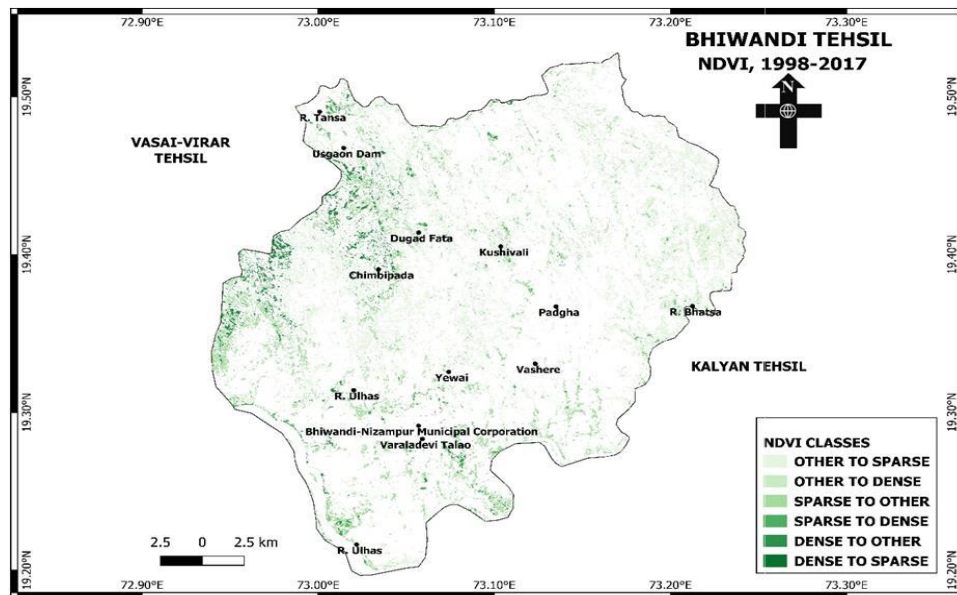 72.90°E 73.00°E 73.10°E 73.20°E 73.30°E
BHIWANDI TEHSIL
NDVI, 1998-2017
N
19.50°N 19.50°N
R. Tansa
VASAI-VIRAR
TEHSIL
Usgaon Dam
Dugad Fata
Kushivali
19.40°N 19.40°N
Chimbipada
Padgha
R. Bhatsa
Vashere
KALYAN TEHSIL
Yewai
R. Ulhas
19.30°N 19.30°N
Bhiwandi-Nizampur Municipal Corporation
Varaladevi Talao
NDVI CLASSES
OTHER TO SPARSE
OTHER TO DENSE
SPARSE TO OTHER
SPARSE TO DENSE
DENSE TO OTHER
DENSE TO SPARSE
2.5 0 2.5 km
R. Ulhas
19.20°N 19.20°N
72.90°E 73.00°E 73.10°E 73.20°E 73.30°E